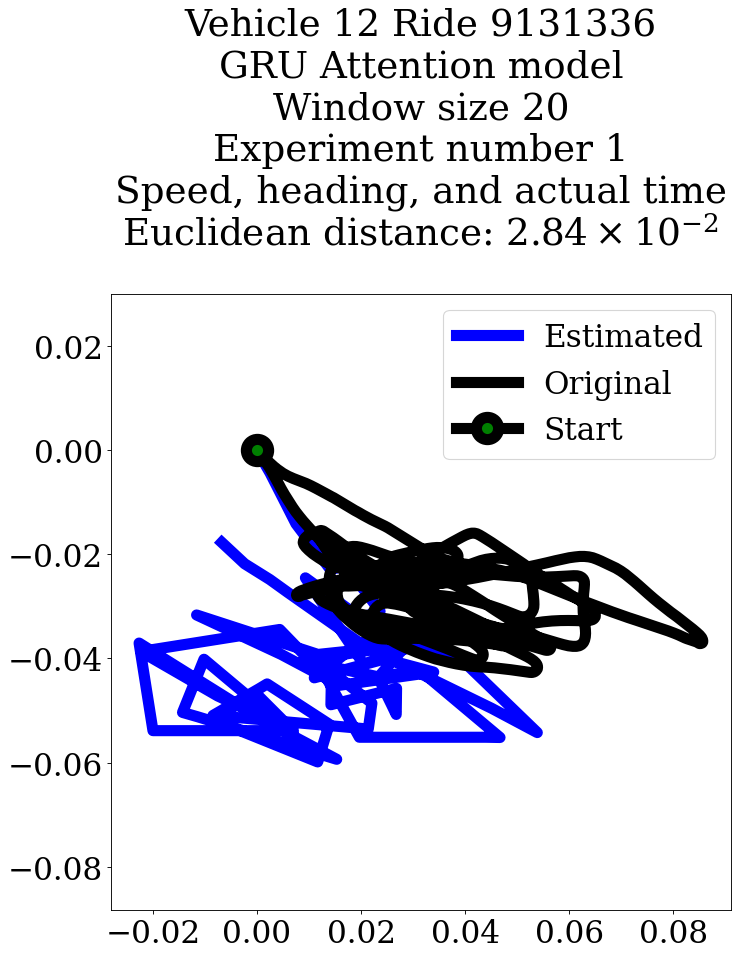 Vehicle 12 Ride 9131336
GRU Attention model
Window size 20
Experiment number 1
Speed, heading, and actual time
Euclidean distance: 2.84 × 10⁻²
Estimated
Original
Start
0.02
0.00
−0.02
−0.04
−0.06
−0.08
−0.02 0.00 0.02 0.04 0.06 0.08